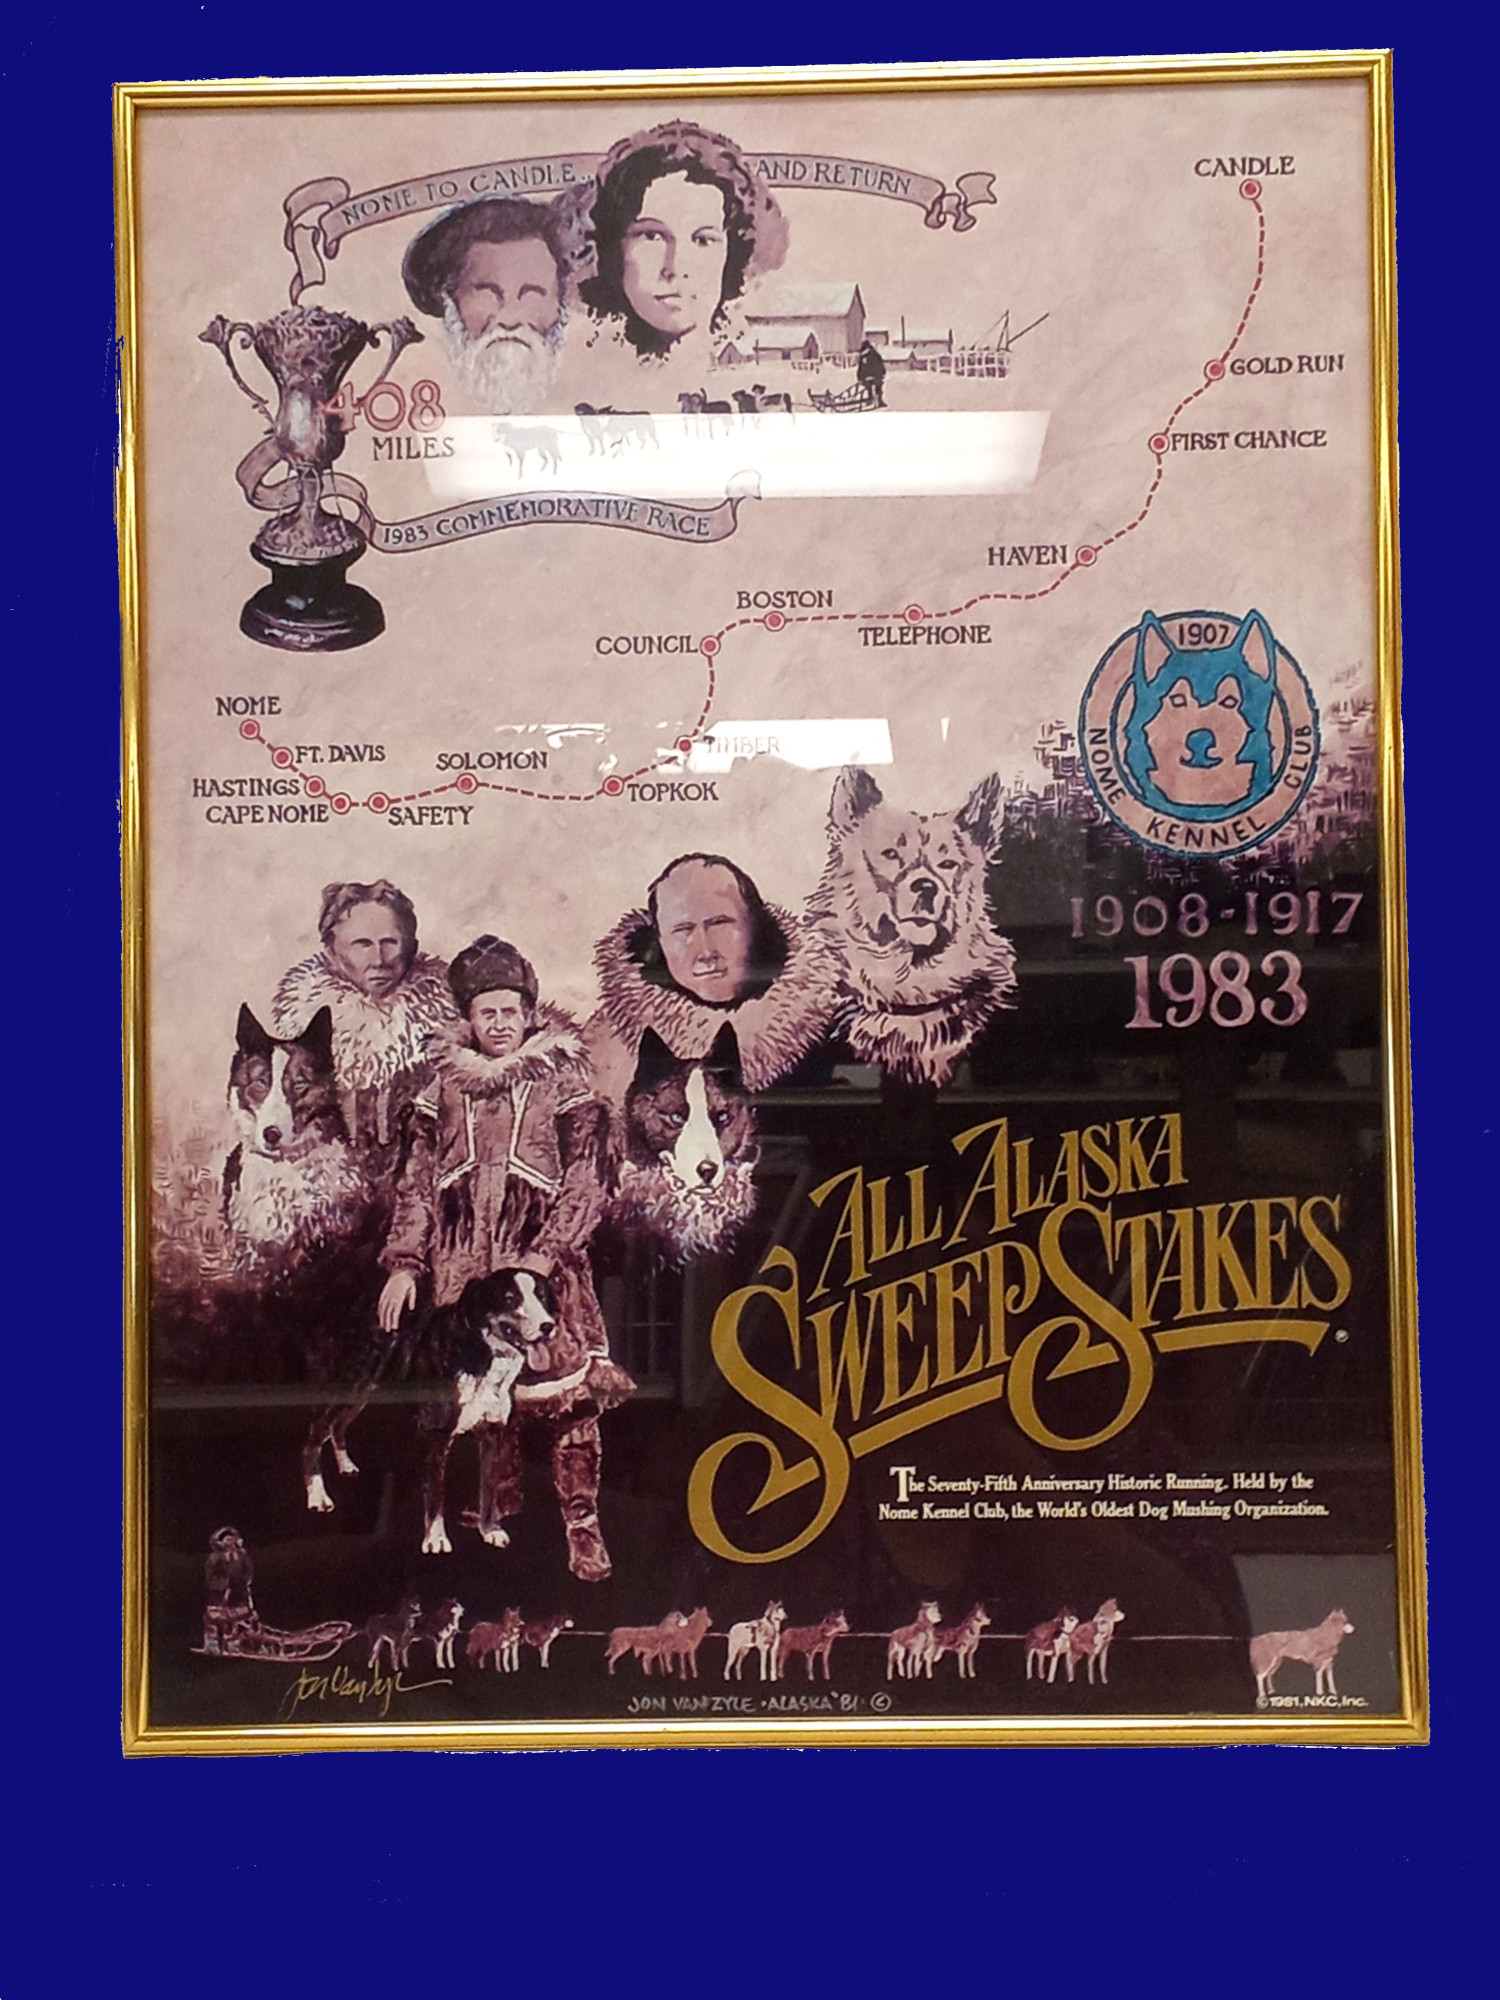 NOME TO CANDLE... AND RETURN
408
MILES
1983 COMMEMORATIVE RACE
CANDLE
GOLD RUN
FIRST CHANCE
HAVEN
BOSTON
TELEPHONE
COUNCIL
NOME
FT. DAVIS
HASTINGS
CAPE NOME
SAFETY
SOLOMON
TOPKOK
TIMBER
1907
NOME KENNEL CLUB
1908-1917
1983
ALL ALASKA
SWEEPSTAKES
The Seventy-Fifth Anniversary Historic Running. Held by the
Nome Kennel Club, the World's Oldest Dog Mushing Organization.
Jon Van Zyle
JON VAN ZYLE • ALASKA '81 ©
© 1981, NKC, Inc.